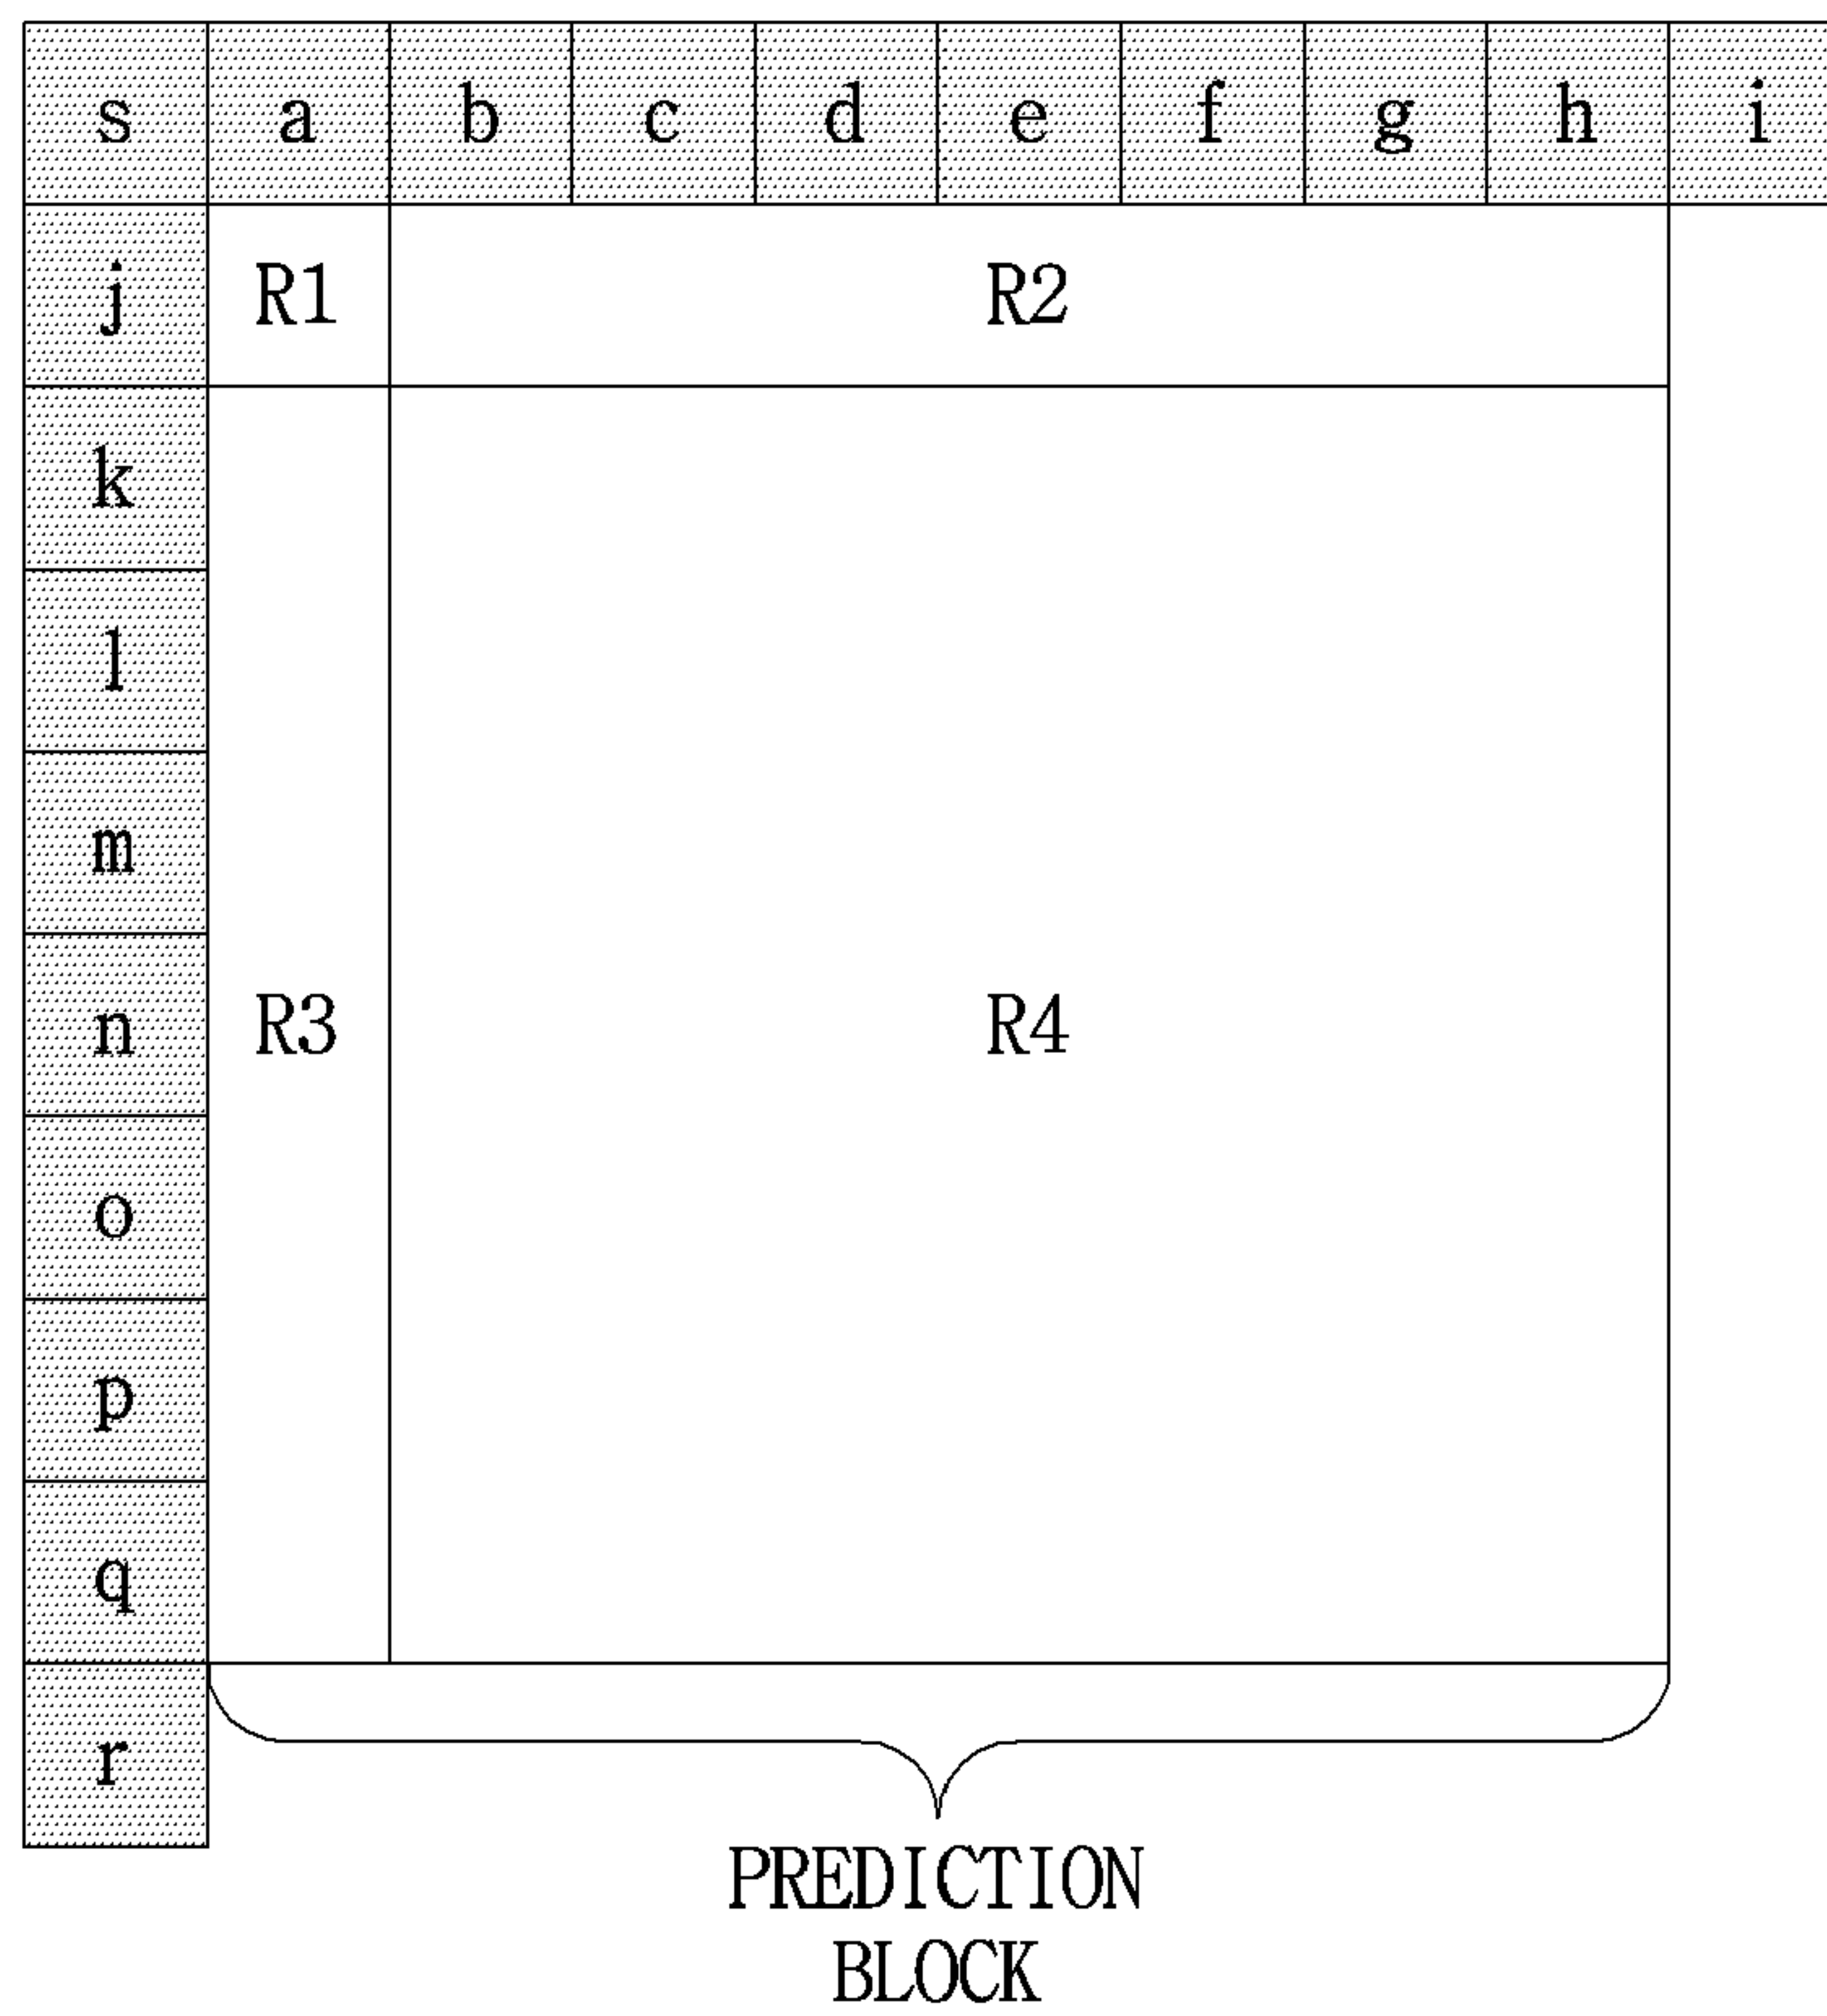 s a b c d e f g h i
j R1 R2
k
l
m
n R3 R4
o
p
q
r
PREDICTION
BLOCK